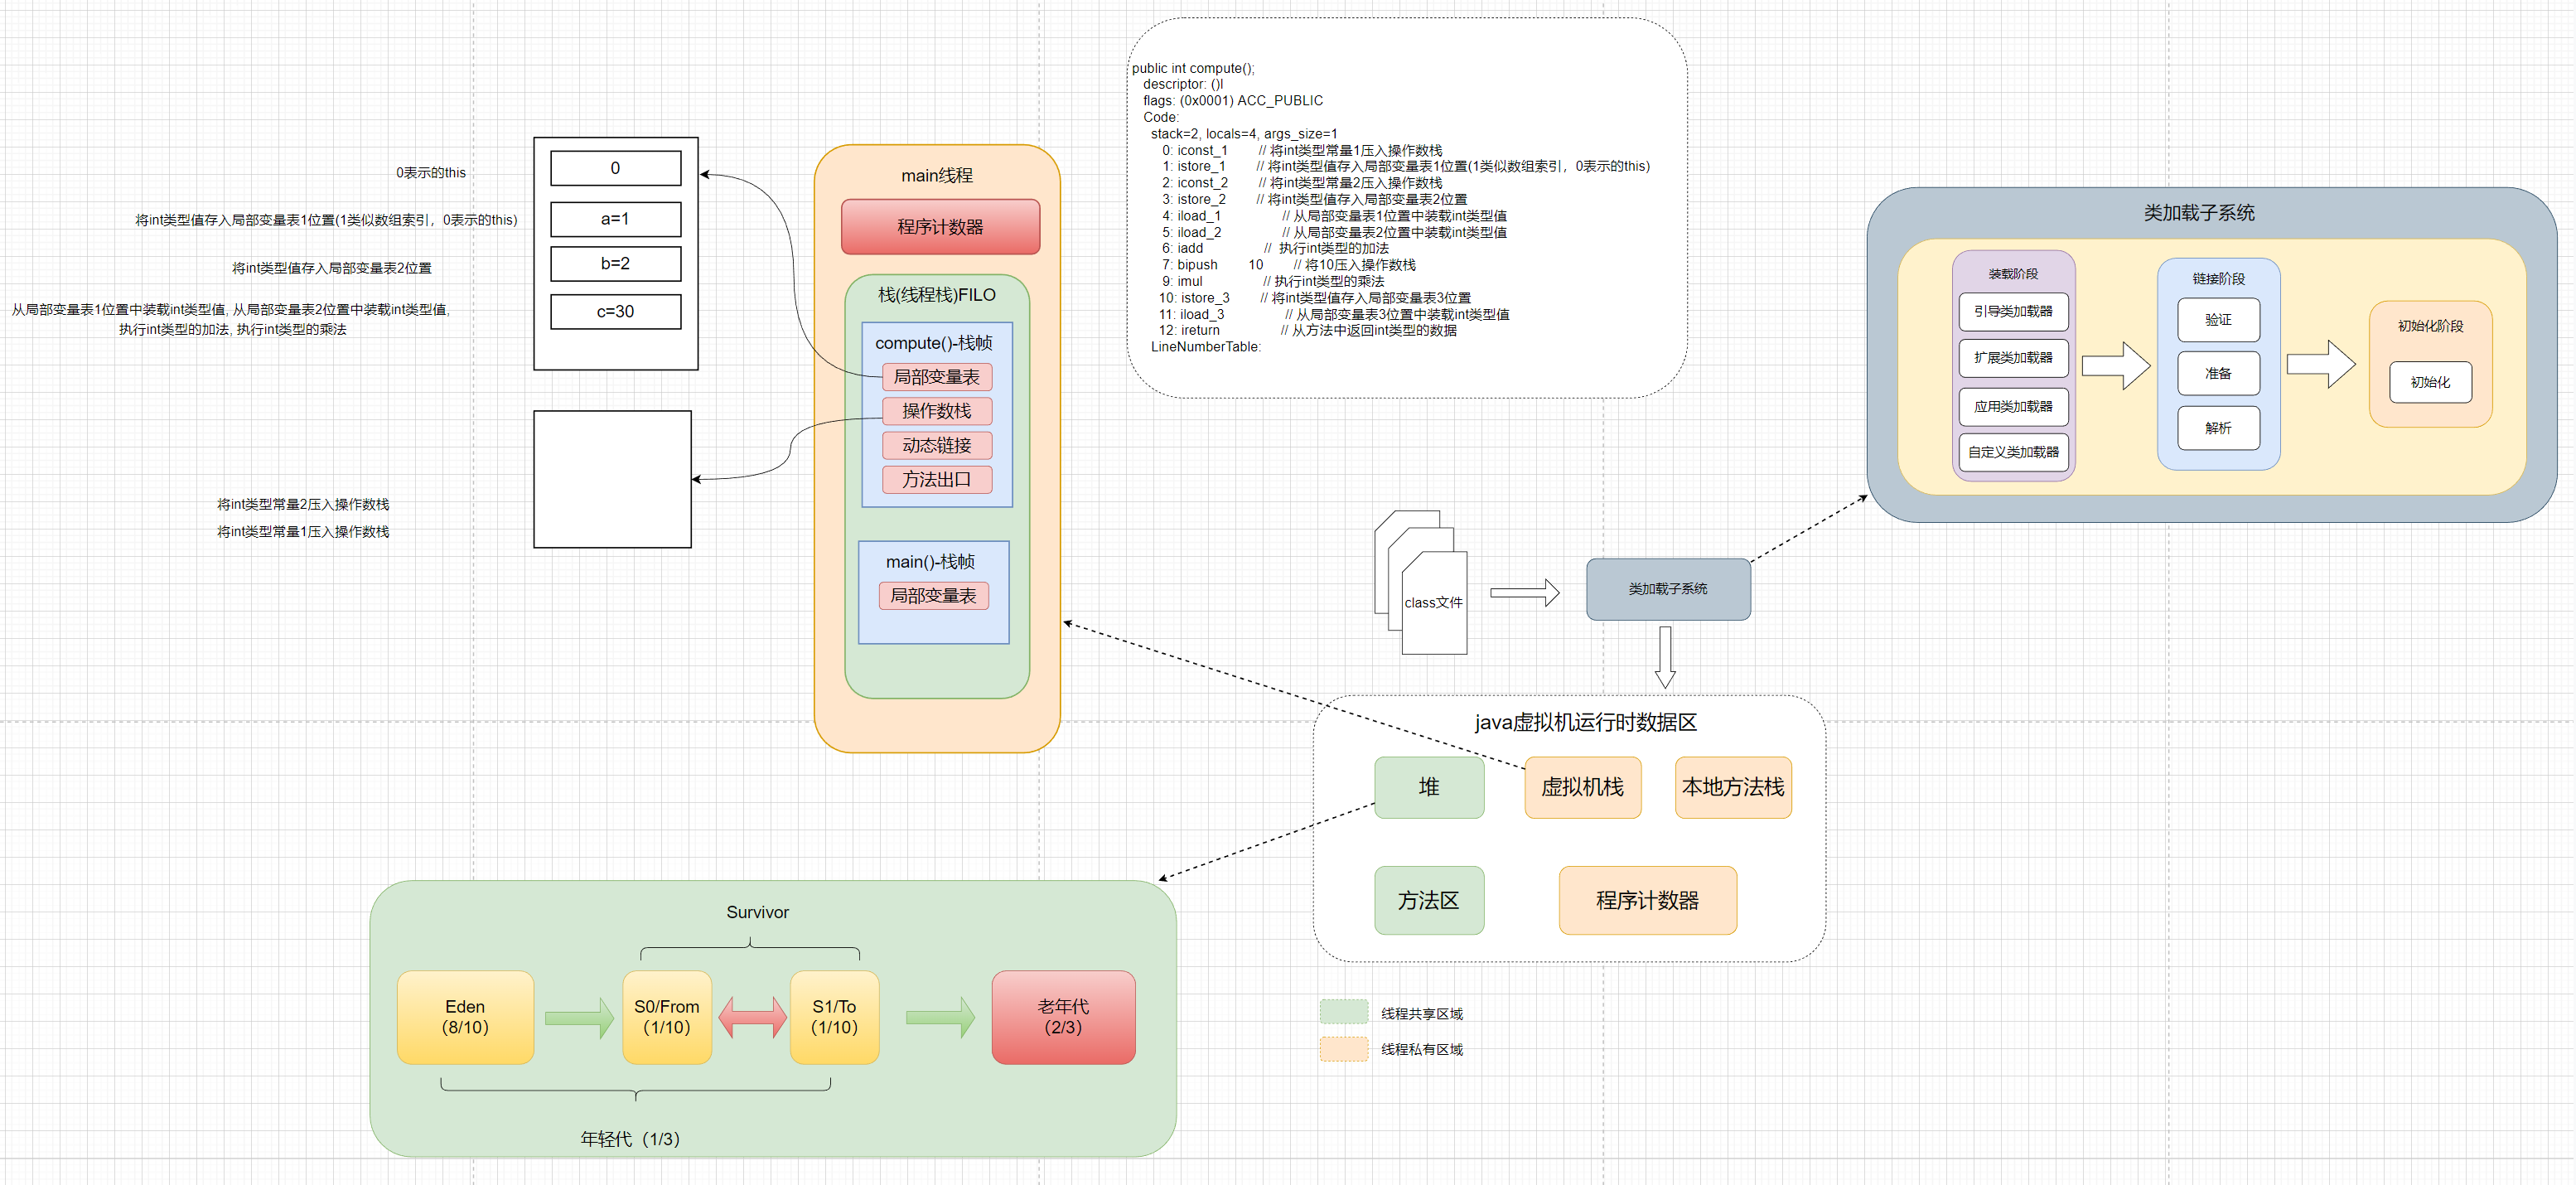 public int compute();
descriptor: ()I
flags: (0x0001) ACC_PUBLIC
Code:
stack=2, locals=4, args_size=1
0: iconst_1 // 将int类型常量1压入操作数栈
1: istore_1 // 将int类型值存入局部变量表1位置(1类似数组索引，0表示的this)
2: iconst_2 // 将int类型常量2压入操作数栈
3: istore_2 // 将int类型值存入局部变量表2位置
4: iload_1 // 从局部变量表1位置中装载int类型值
5: iload_2 // 从局部变量表2位置中装载int类型值
6: iadd // 执行int类型的加法
7: bipush 10 // 将10压入操作数栈
9: imul // 执行int类型的乘法
10: istore_3 // 将int类型值存入局部变量表3位置
11: iload_3 // 从局部变量表3位置中装载int类型值
12: ireturn // 从方法中返回int类型的数据
LineNumberTable:
0表示的this
将int类型值存入局部变量表1位置(1类似数组索引，0表示的this)
将int类型值存入局部变量表2位置
从局部变量表1位置中装载int类型值, 从局部变量表2位置中装载int类型值,
执行int类型的加法, 执行int类型的乘法
0
a=1
b=2
c=30
将int类型常量2压入操作数栈
将int类型常量1压入操作数栈
main线程
程序计数器
栈(线程栈)FILO
compute()-栈帧
局部变量表
操作数栈
动态链接
方法出口
main()-栈帧
局部变量表
类加载子系统
装载阶段
引导类加载器
扩展类加载器
应用类加载器
自定义类加载器
链接阶段
验证
准备
解析
初始化阶段
初始化
class文件
类加载子系统
java虚拟机运行时数据区
堆
虚拟机栈
本地方法栈
方法区
程序计数器
线程共享区域
线程私有区域
Survivor
Eden
（8/10）
S0/From
（1/10）
S1/To
（1/10）
老年代
（2/3）
年轻代（1/3）